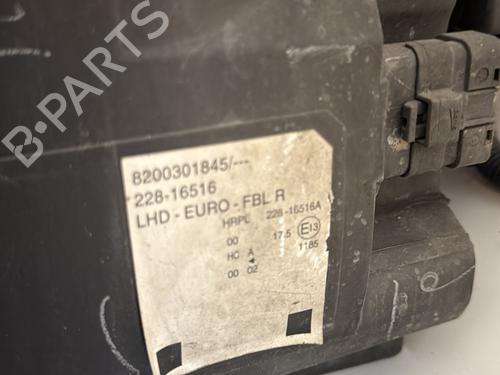 8200301845/---
228-16516
LHD - EURO - FBL R
HRPL 228-16516A
00 17.5 E13
HC A 1185
00 02
B-PARTS